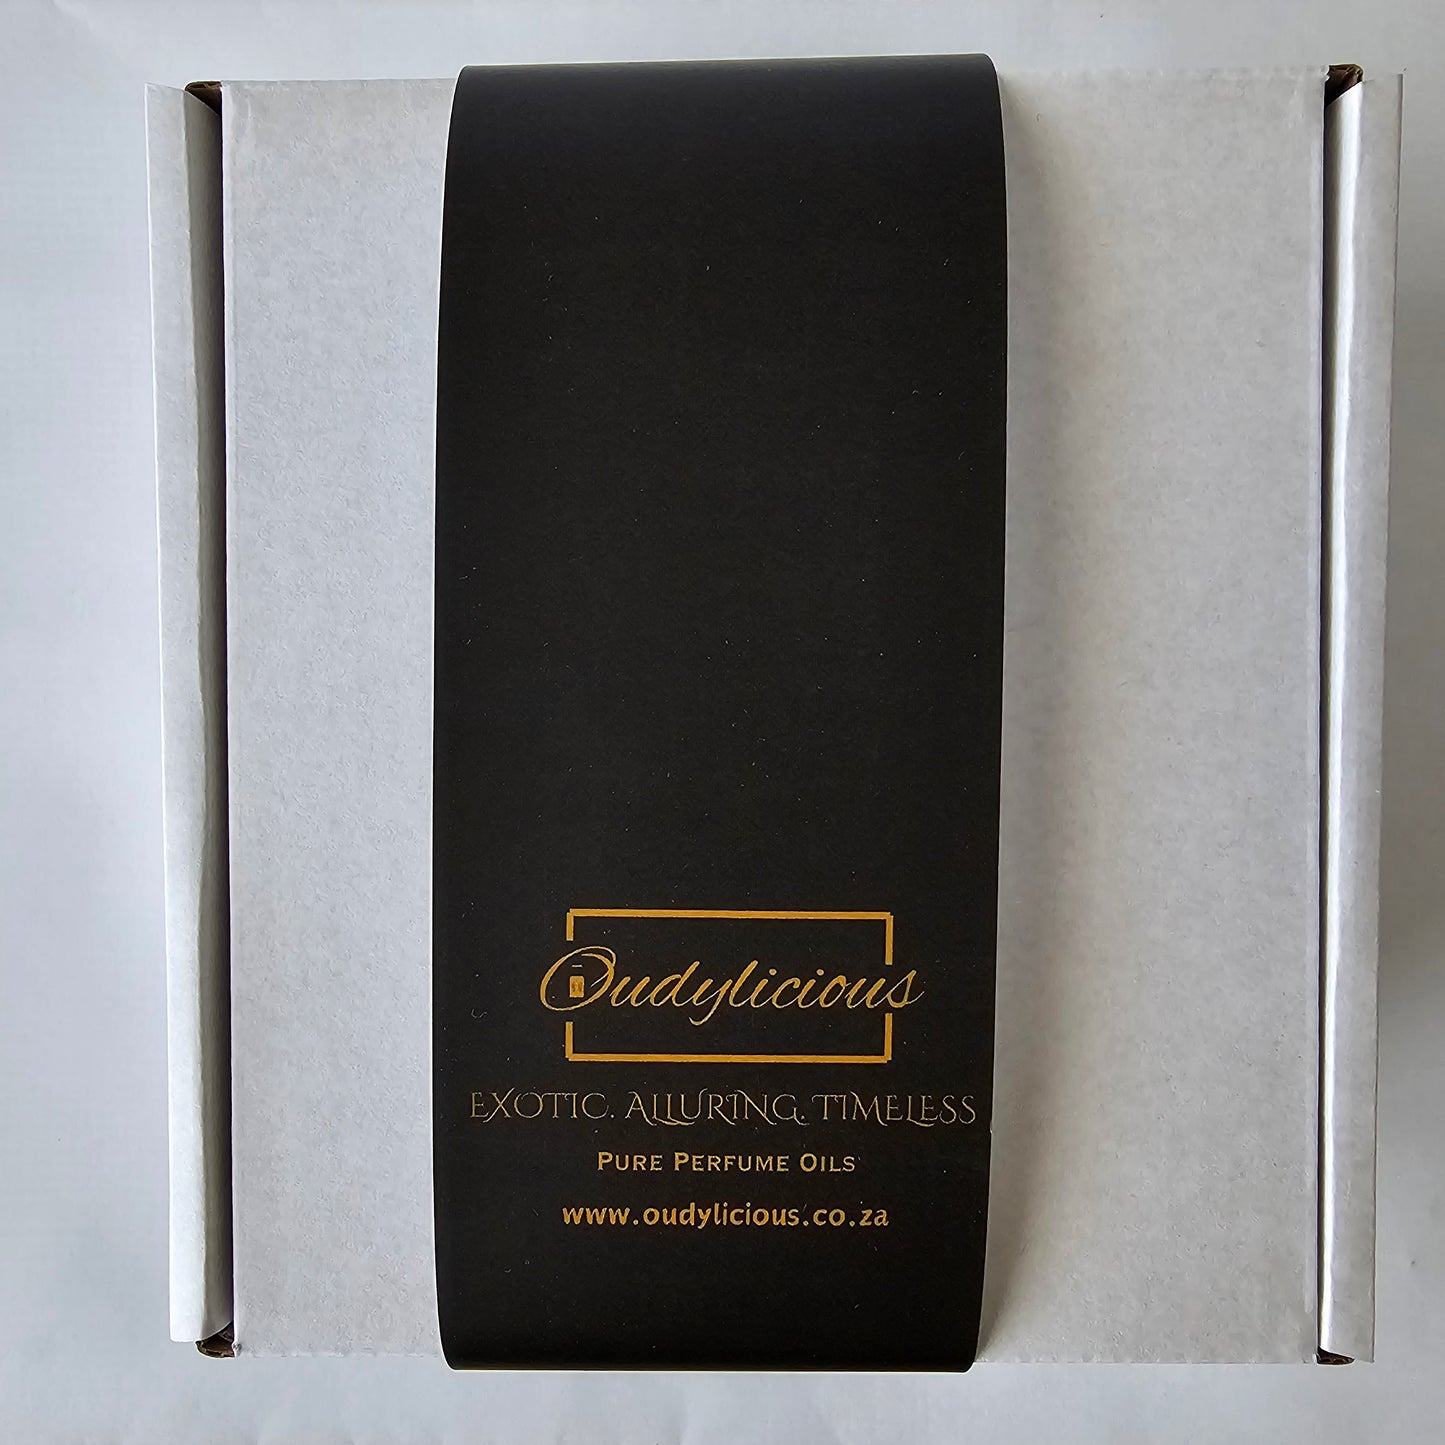 Oudylicious
EXOTIC. ALLURING. TIMELESS
PURE PERFUME OILS
www.oudylicious.co.za